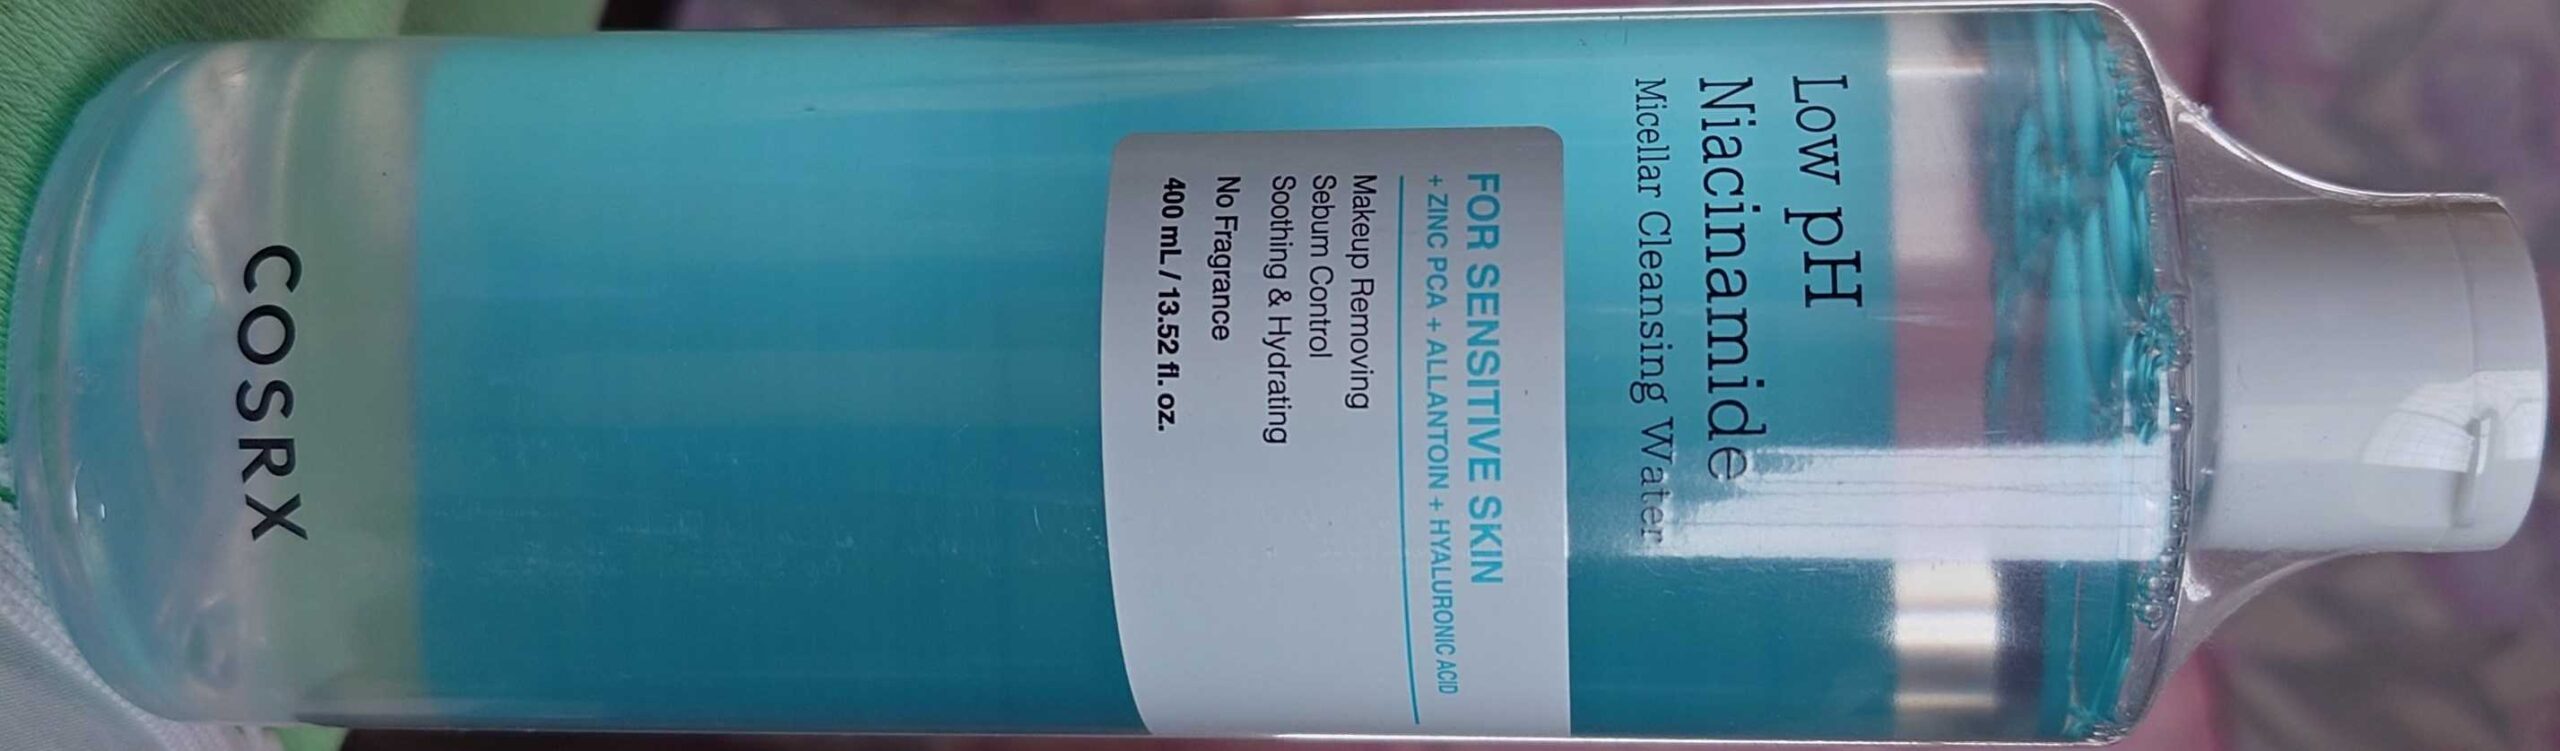 Low pH
Niacinamide
Micellar Cleansing Water
FOR SENSITIVE SKIN
+ ZINC PCA + ALLANTOIN + HYALURONIC ACID
Makeup Removing
Sebum Control
Soothing & Hydrating
No Fragrance
400 mL / 13.52 fl. oz.
COSRX